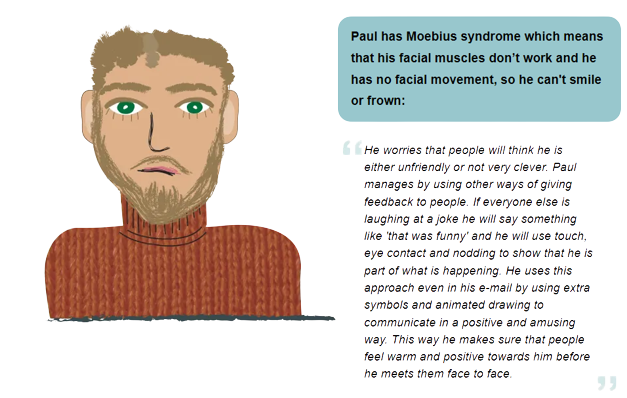 Paul has Moebius syndrome which means
that his facial muscles don’t work and he
has no facial movement, so he can't smile
or frown:
“ He worries that people will think he is
either unfriendly or not very clever. Paul
manages by using other ways of giving
feedback to people. If everyone else is
laughing at a joke he will say something
like 'that was funny' and he will use touch,
eye contact and nodding to show that he is
part of what is happening. He uses this
approach even in his e-mail by using extra
symbols and animated drawing to
communicate in a positive and amusing
way. This way he makes sure that people
feel warm and positive towards him before
he meets them face to face. ”